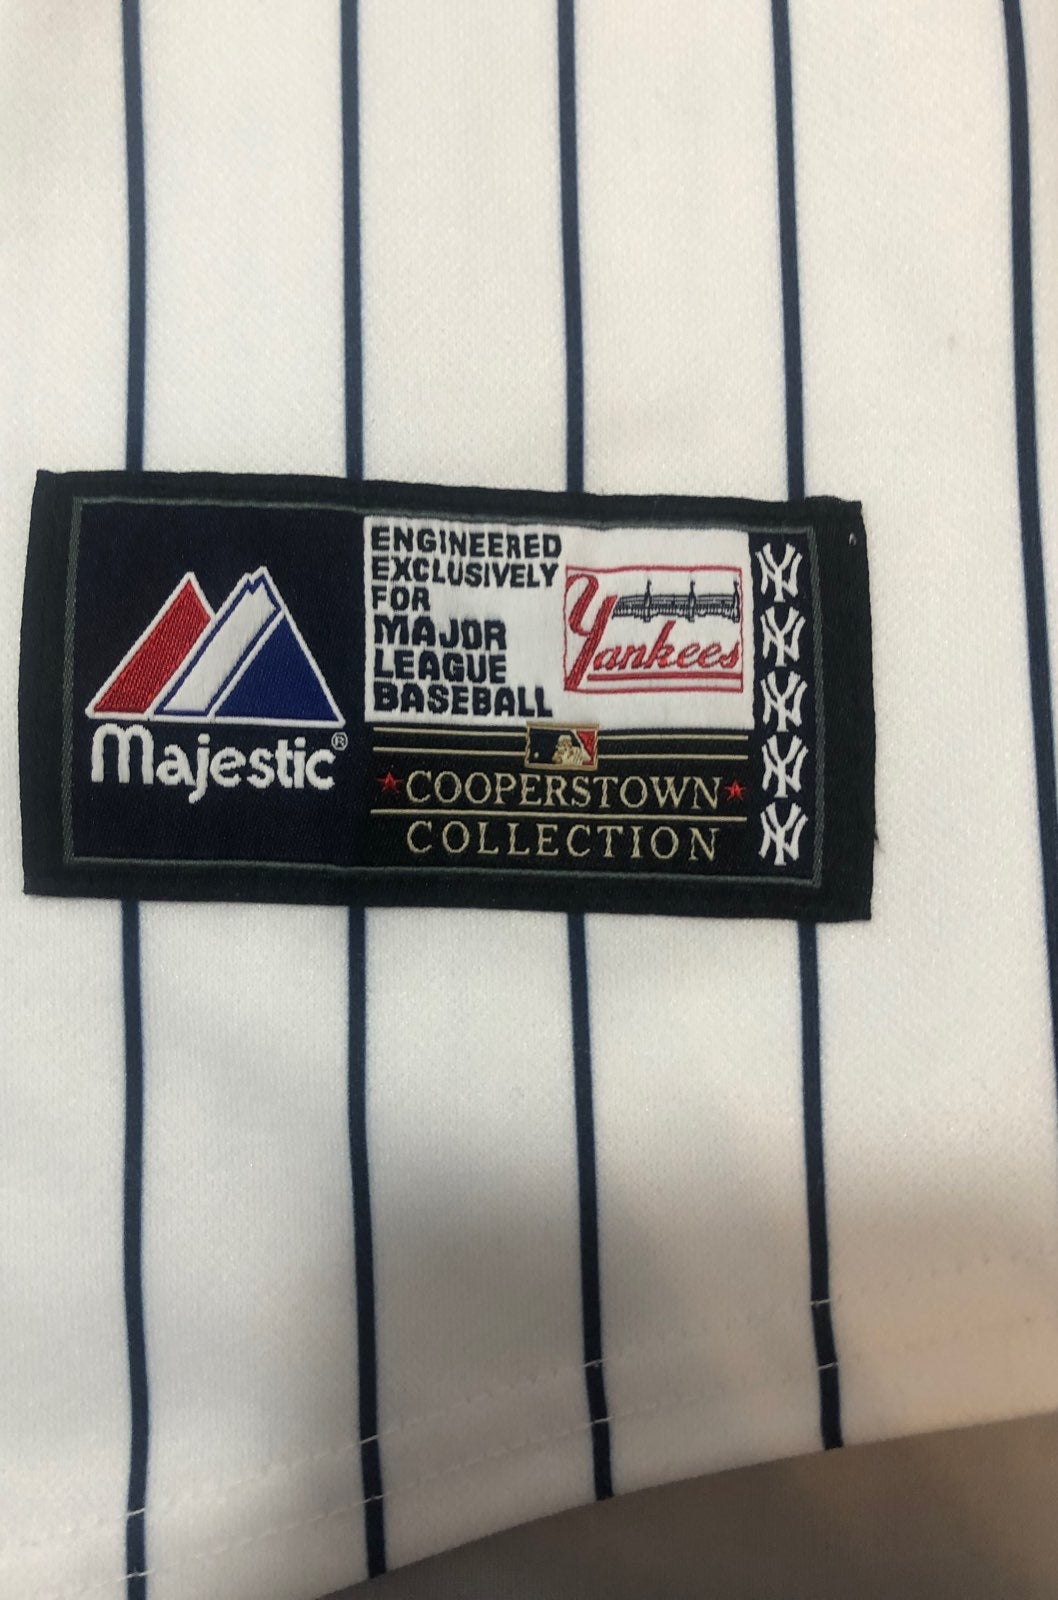 Majestic®
ENGINEERED
EXCLUSIVELY
FOR
MAJOR
LEAGUE
BASEBALL
Yankees
COOPERSTOWN
COLLECTION
NY
NY
NY
NY
NY